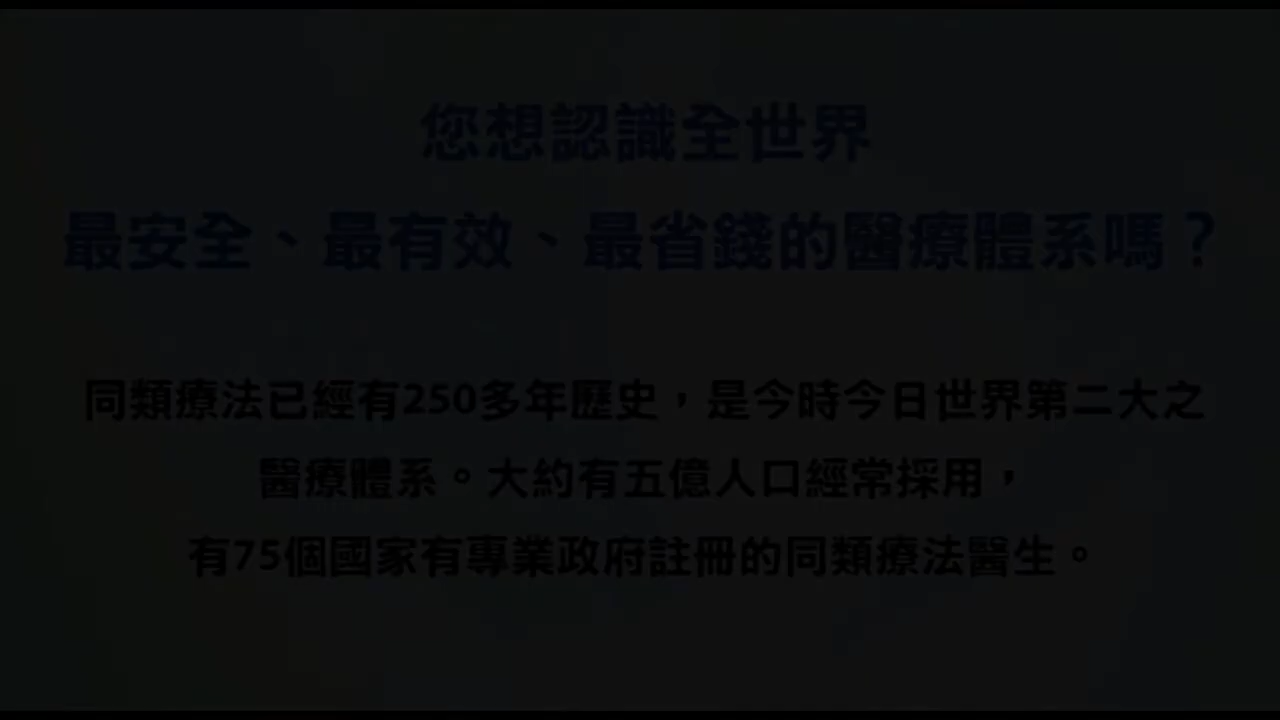 您想認識全世界
最安全、最有效、最省錢的醫療體系嗎？
同類療法已經有250多年歷史，是今時今日世界第二大之
醫療體系。大約有五億人口經常採用，
有75個國家有專業政府註冊的同類療法醫生。